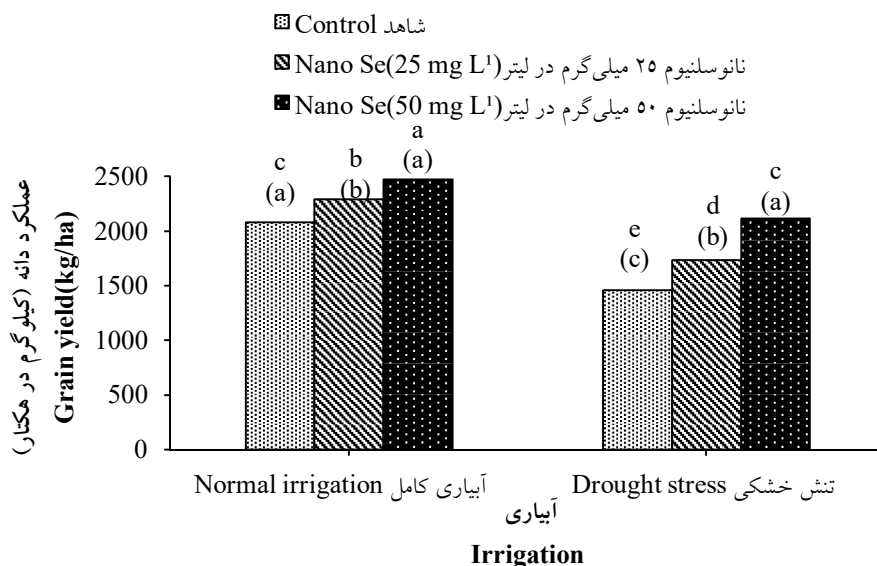 شاهد Control
نانوسلنیوم ۲۵ میلی‌گرم در لیتر Nano Se(25 mg L¹)
نانوسلنیوم ۵۰ میلی‌گرم در لیتر Nano Se(50 mg L¹)
عملکرد دانه (کیلوگرم در هکتار)
Grain yield(kg/ha)
2500
2000
1500
1000
500
0
c
(a)
b
(b)
a
(a)
e
(c)
d
(b)
c
(a)
آبیاری کامل Normal irrigation
تنش خشکی Drought stress
آبیاری
Irrigation